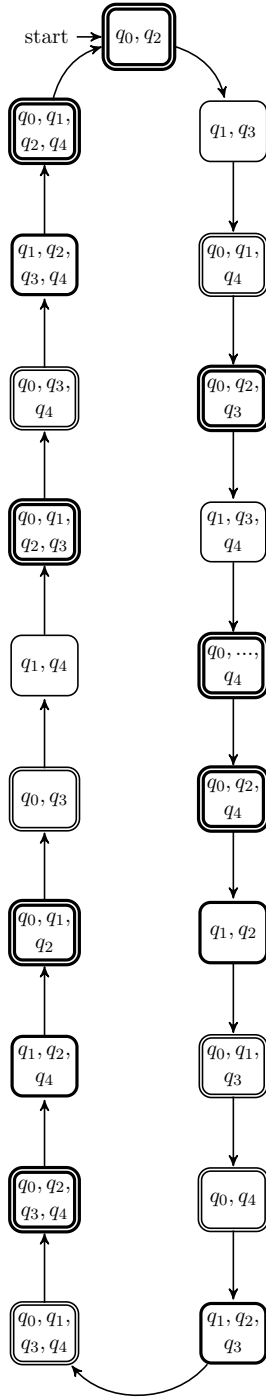 start
q₀, q₂
q₁, q₃
q₀, q₁,
q₄
q₀, q₂,
q₃
q₁, q₃,
q₄
q₀, ...,
q₄
q₀, q₂,
q₄
q₁, q₂
q₀, q₁,
q₃
q₀, q₄
q₁, q₂,
q₃
q₀, q₁,
q₃, q₄
q₀, q₂,
q₃, q₄
q₁, q₂,
q₄
q₀, q₁,
q₂
q₀, q₃
q₁, q₄
q₀, q₁,
q₂, q₃
q₀, q₃,
q₄
q₁, q₂,
q₃, q₄
q₀, q₁,
q₂, q₄